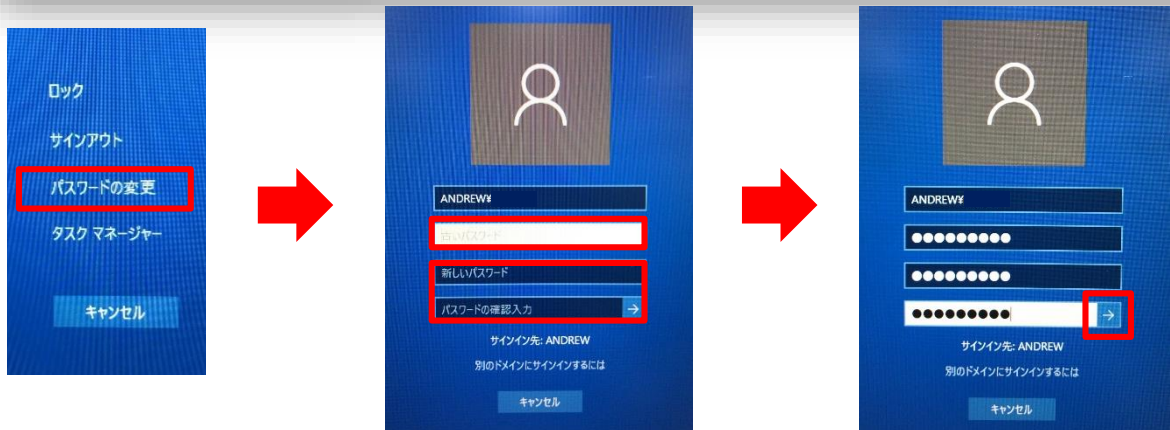 ロック
サインアウト
パスワードの変更
タスク マネージャー
キャンセル
ANDREW¥
古いパスワード
新しいパスワード
パスワードの確認入力
サインイン先: ANDREW
別のドメインにサインインするには
キャンセル
ANDREW¥
●●●●●●●●●
●●●●●●●●●
●●●●●●●●●
サインイン先: ANDREW
別のドメインにサインインするには
キャンセル